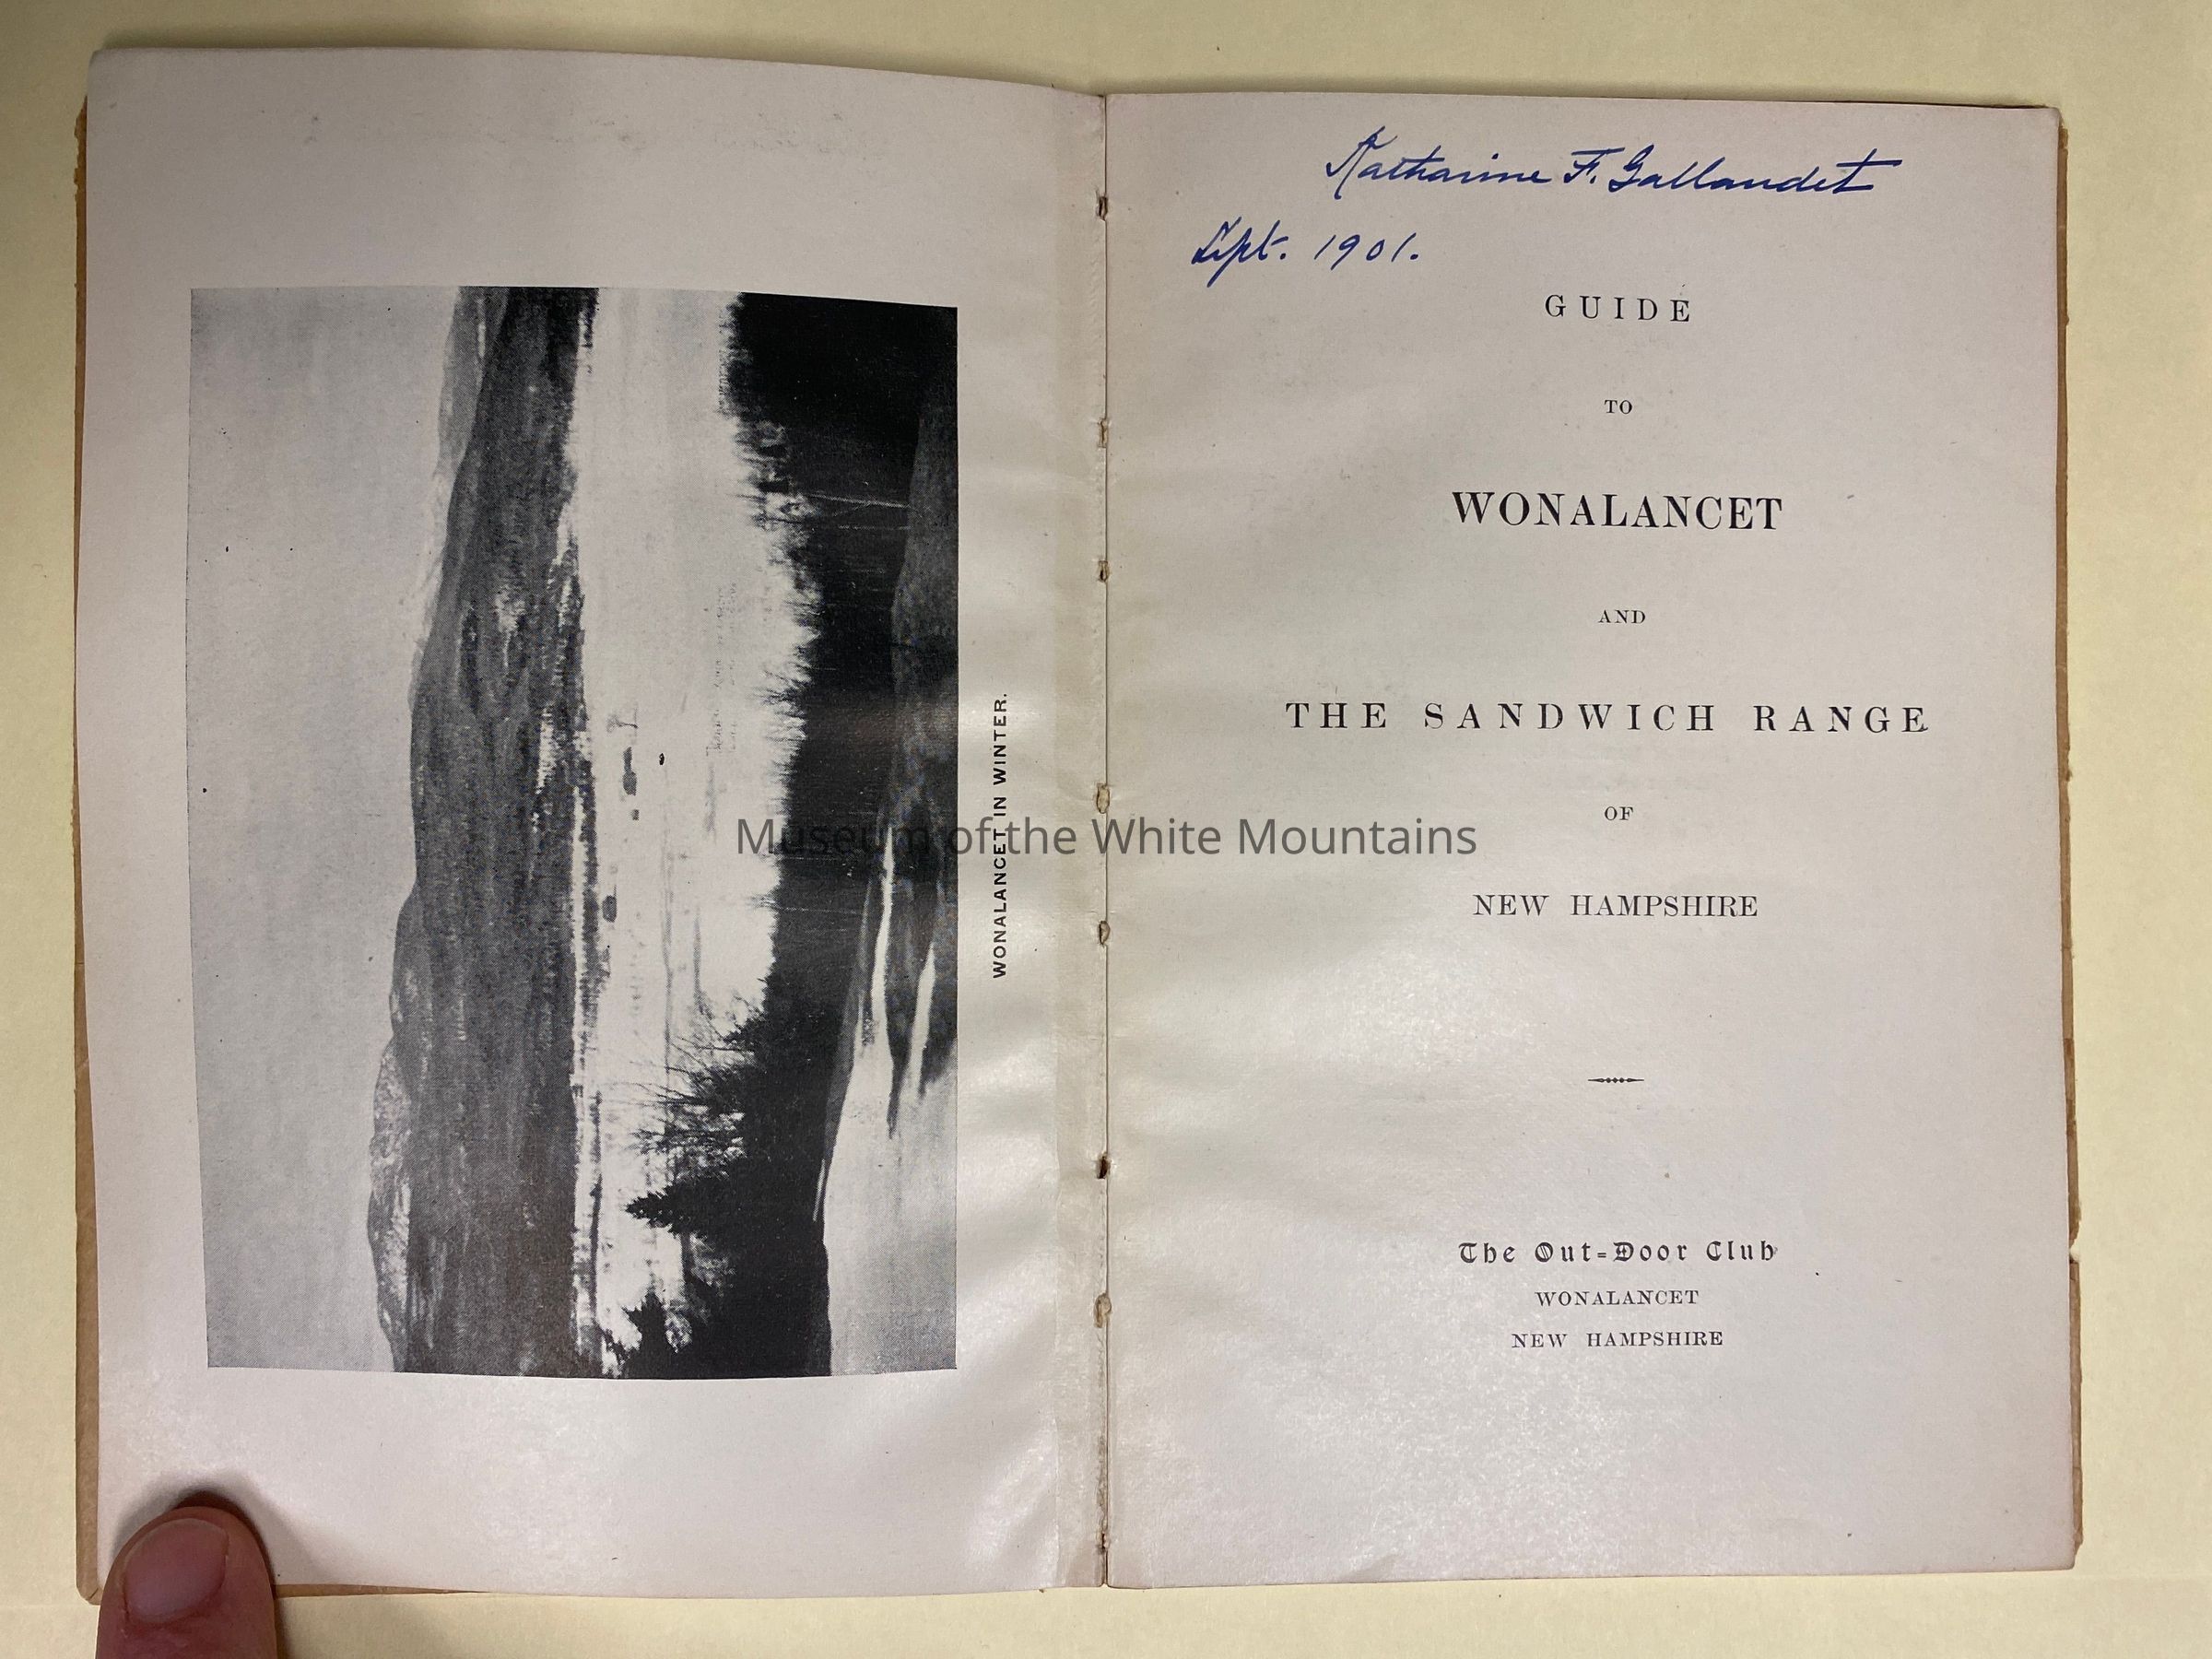 WONALANCET IN WINTER.
Katharine F. Gallaudet
Sept. 1901.
GUIDE
TO
WONALANCET
AND
THE SANDWICH RANGE
OF
NEW HAMPSHIRE
The Out-Door Club
WONALANCET
NEW HAMPSHIRE
Museum of the White Mountains